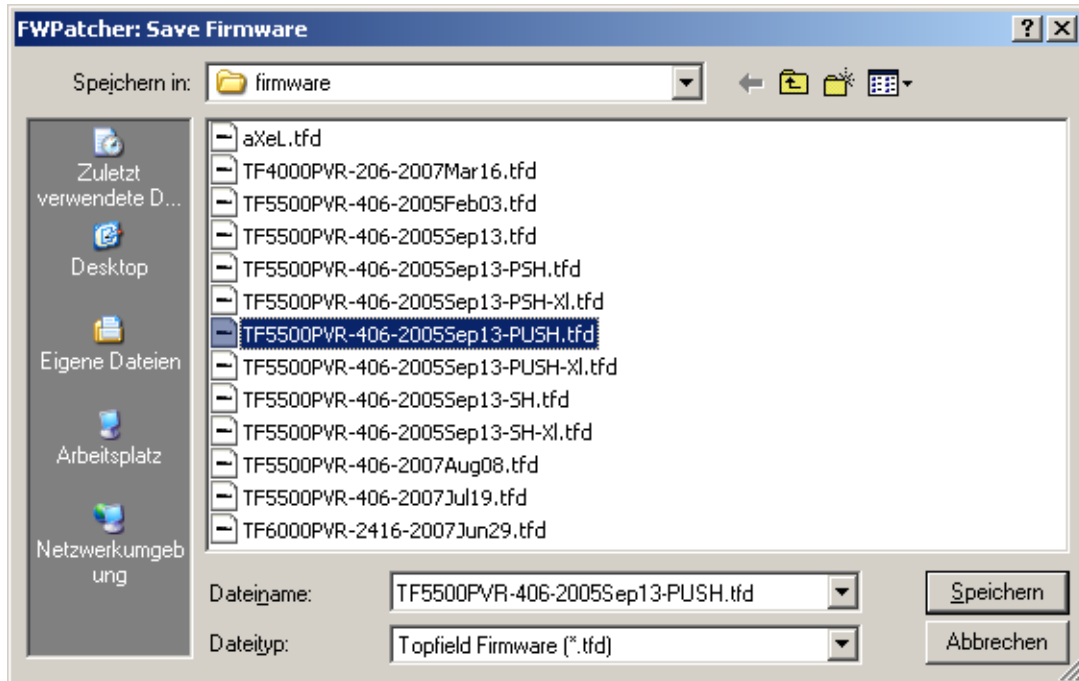 FWPatcher: Save Firmware
Speichern in:
firmware
Zuletzt
verwendete D...
Desktop
Eigene Dateien
Arbeitsplatz
Netzwerkumgeb
ung
aXeL.tfd
TF4000PVR-206-2007Mar16.tfd
TF5500PVR-406-2005Feb03.tfd
TF5500PVR-406-2005Sep13.tfd
TF5500PVR-406-2005Sep13-PSH.tfd
TF5500PVR-406-2005Sep13-PSH-Xl.tfd
TF5500PVR-406-2005Sep13-PUSH.tfd
TF5500PVR-406-2005Sep13-PUSH-Xl.tfd
TF5500PVR-406-2005Sep13-SH.tfd
TF5500PVR-406-2005Sep13-SH-Xl.tfd
TF5500PVR-406-2007Aug08.tfd
TF5500PVR-406-2007Jul19.tfd
TF6000PVR-2416-2007Jun29.tfd
Dateiname:
TF5500PVR-406-2005Sep13-PUSH.tfd
Speichern
Dateityp:
Topfield Firmware (*.tfd)
Abbrechen